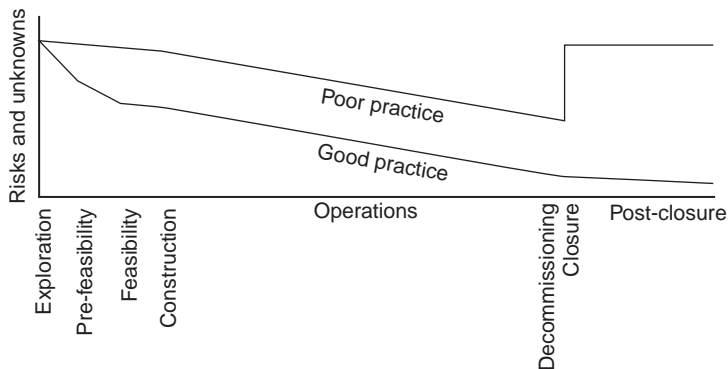 Risks and unknowns
Poor practice
Good practice
Exploration
Pre-feasibility
Feasibility
Construction
Operations
Decommissioning
Closure
Post-closure